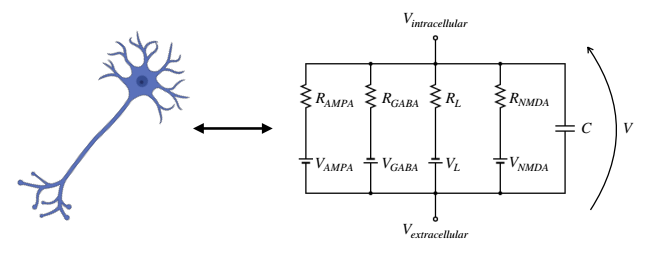 V_intracellular
R_AMPA R_GABA R_L R_NMDA
C V
V_AMPA V_GABA V_L V_NMDA
V_extracellular